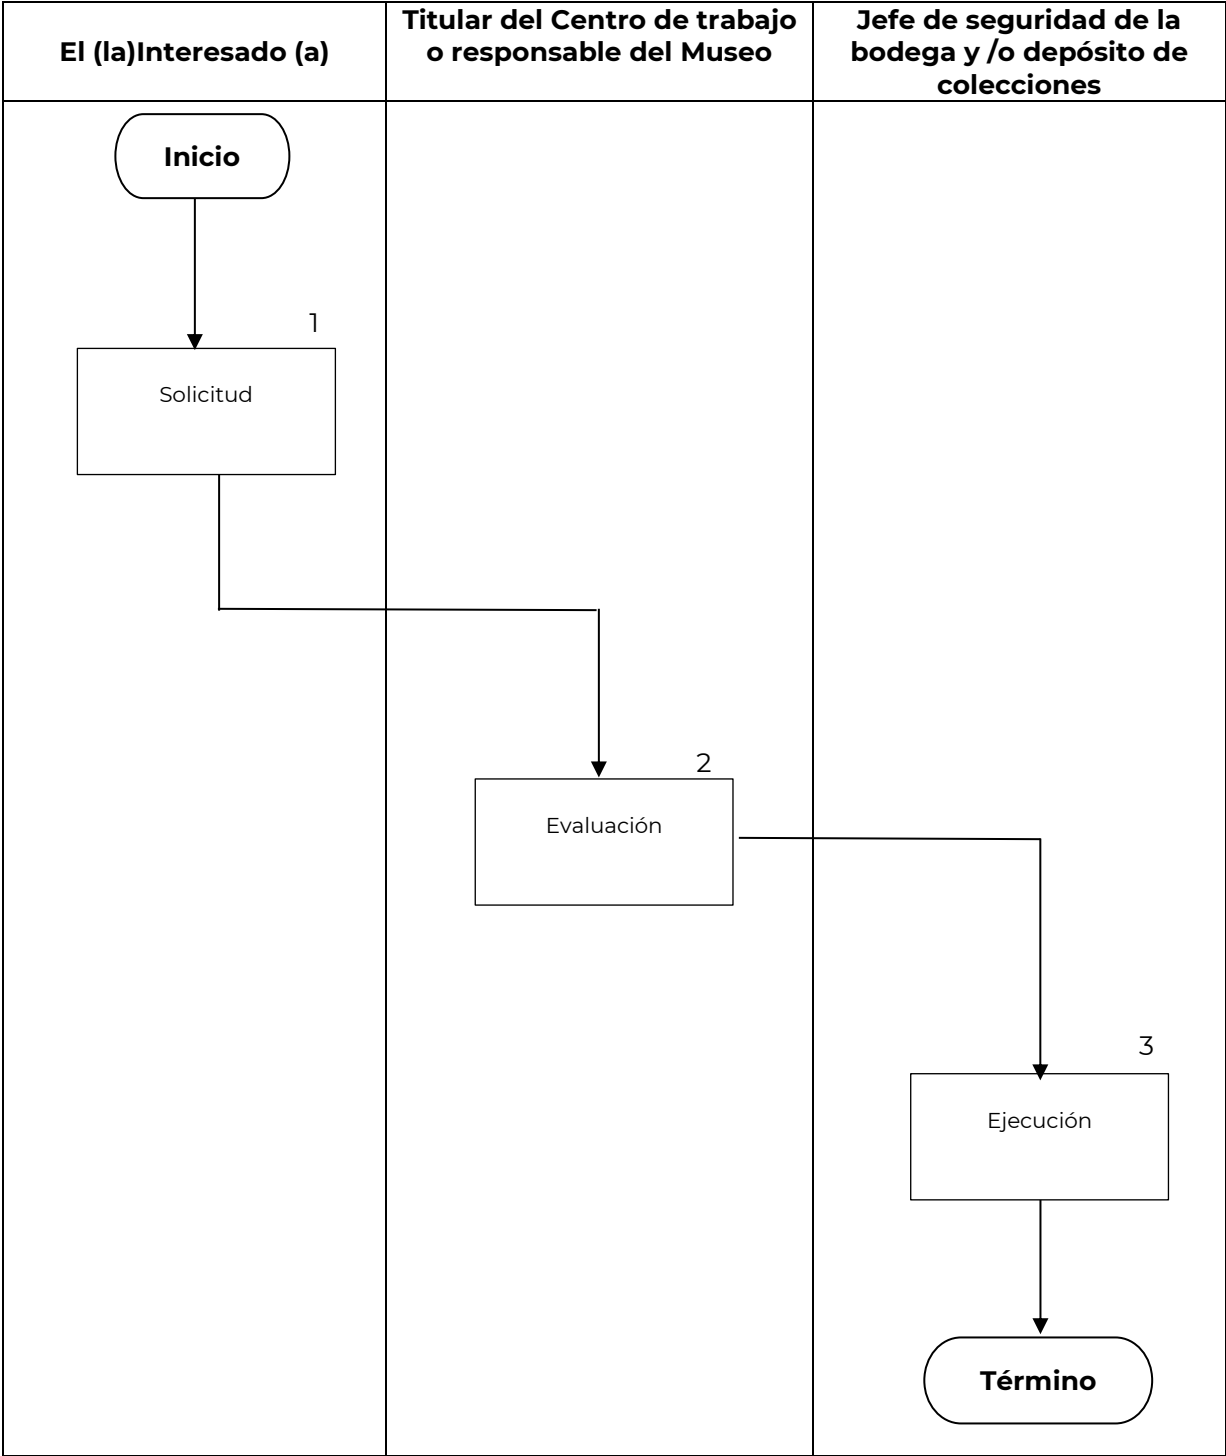 El (la)Interesado (a)
Titular del Centro de trabajo
o responsable del Museo
Jefe de seguridad de la
bodega y /o depósito de
colecciones
Inicio
1
Solicitud
2
Evaluación
3
Ejecución
Término